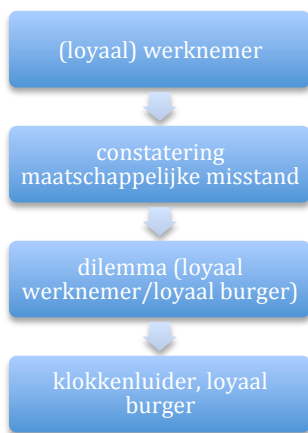 (loyaal) werknemer
constatering
maatschappelijke misstand
dilemma (loyaal
werknemer/loyaal burger)
klokkenluider, loyaal
burger